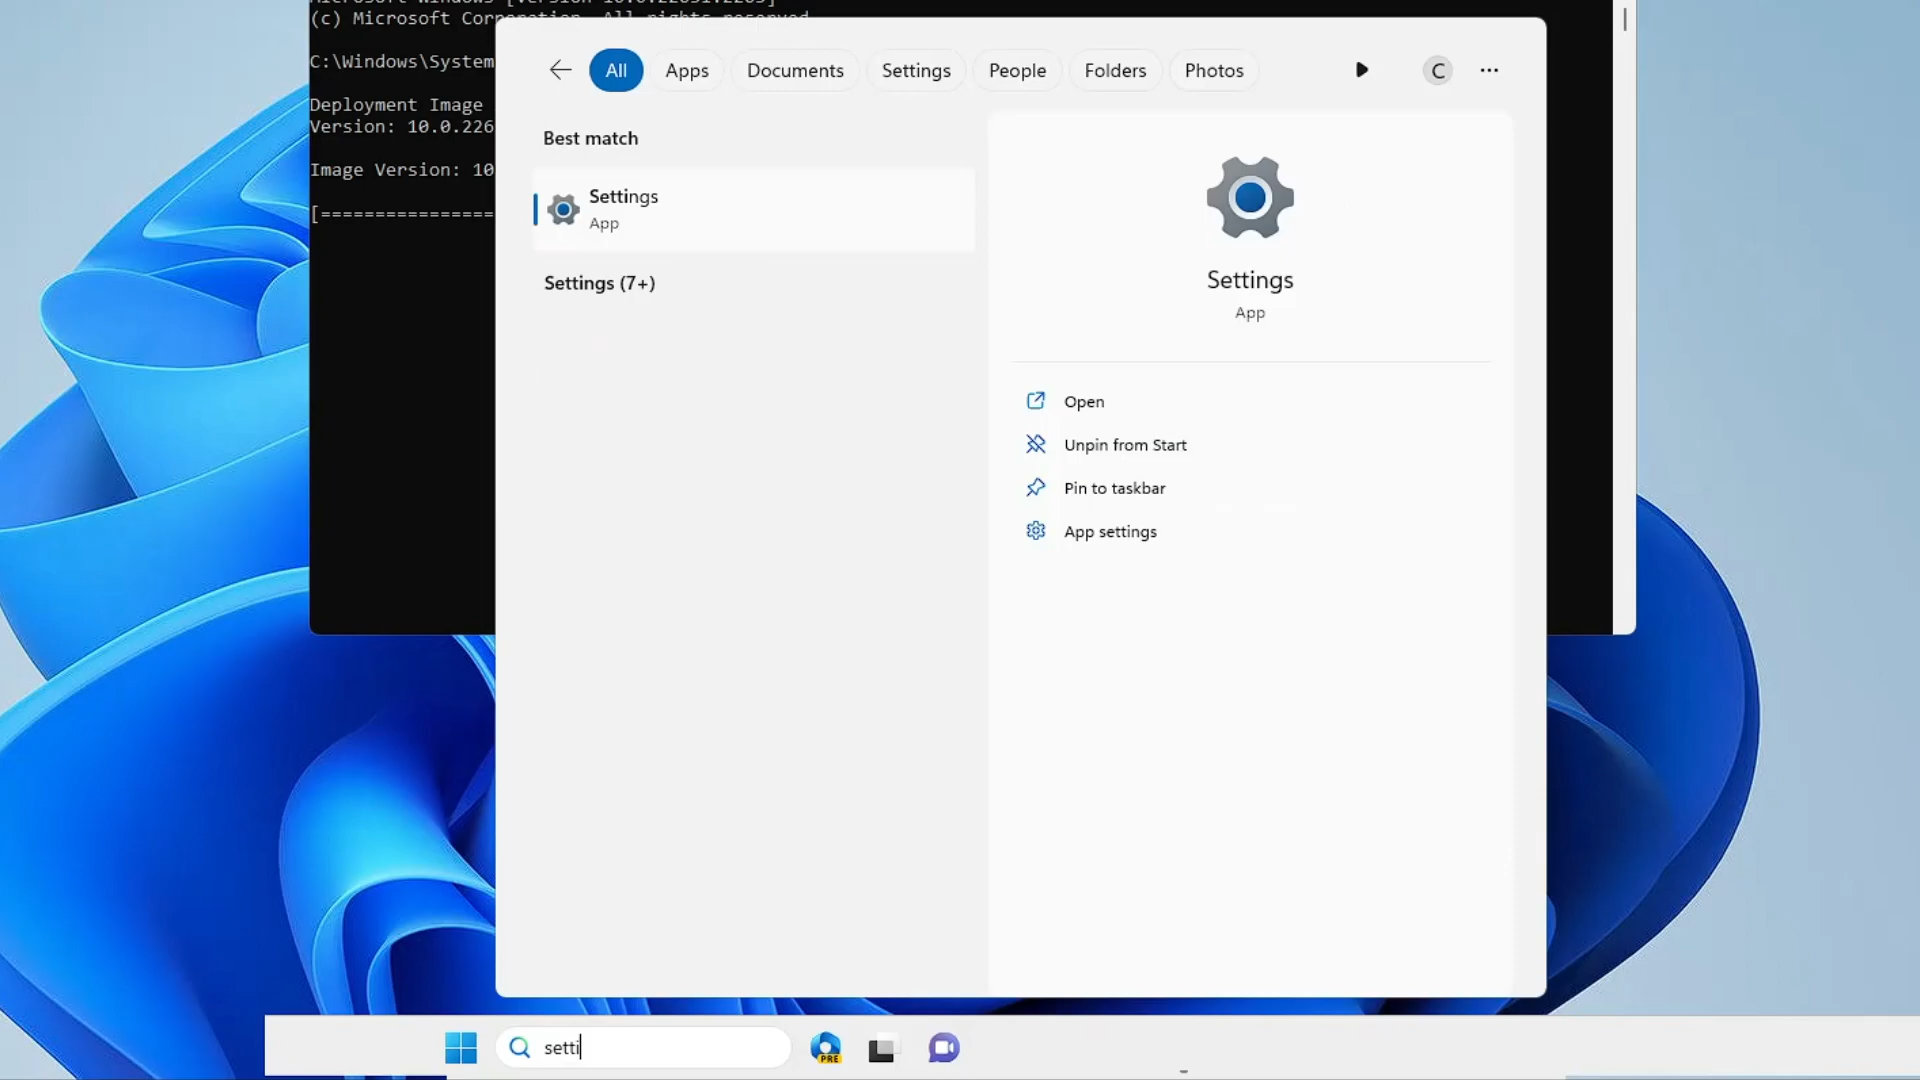 (c) Microsoft Corporation. All rights reserved.
C:\Windows\System
Deployment Image
Version: 10.0.226
Image Version: 10
[================
All
Apps
Documents
Settings
People
Folders
Photos
C
Best match
Settings
App
Settings (7+)
Settings
App
Open
Unpin from Start
Pin to taskbar
App settings
setti
PRE